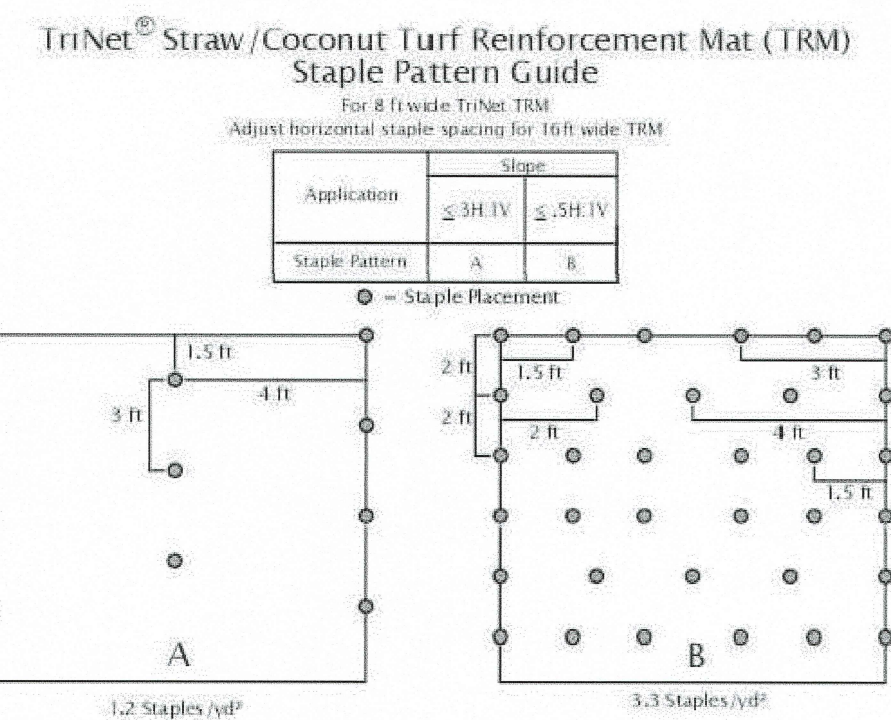 TriNet® Straw/Coconut Turf Reinforcement Mat (TRM)
Staple Pattern Guide
For 8 ft wide TriNet TRM
Adjust horizontal staple spacing for 16ft wide TRM
Slope
Application
≤ 3H:1V ≤ .5H:1V
Staple Pattern A B
= Staple Placement
1.5 ft
4 ft
3 ft
A
1.2 Staples/yd²
2 ft
1.5 ft
3 ft
2 ft
2 ft
4 ft
1.5 ft
B
3.3 Staples/yd²